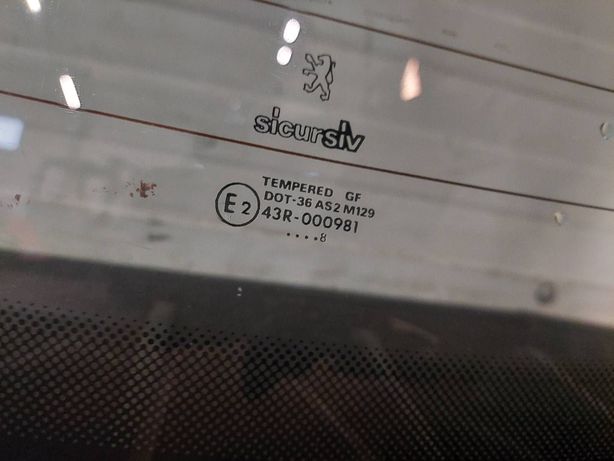 sicursiv
TEMPERED GF
E2 DOT-36 AS2 M129
43R-000981
....8